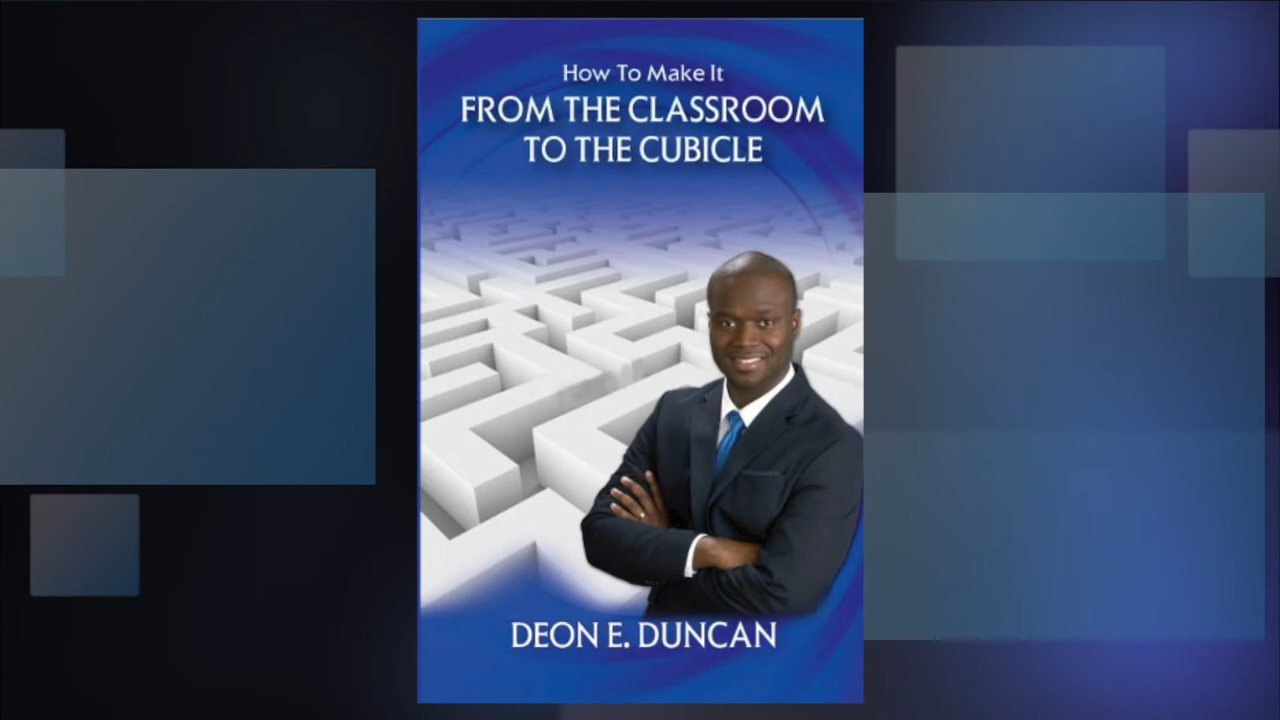 How To Make It
FROM THE CLASSROOM
TO THE CUBICLE
DEON E. DUNCAN